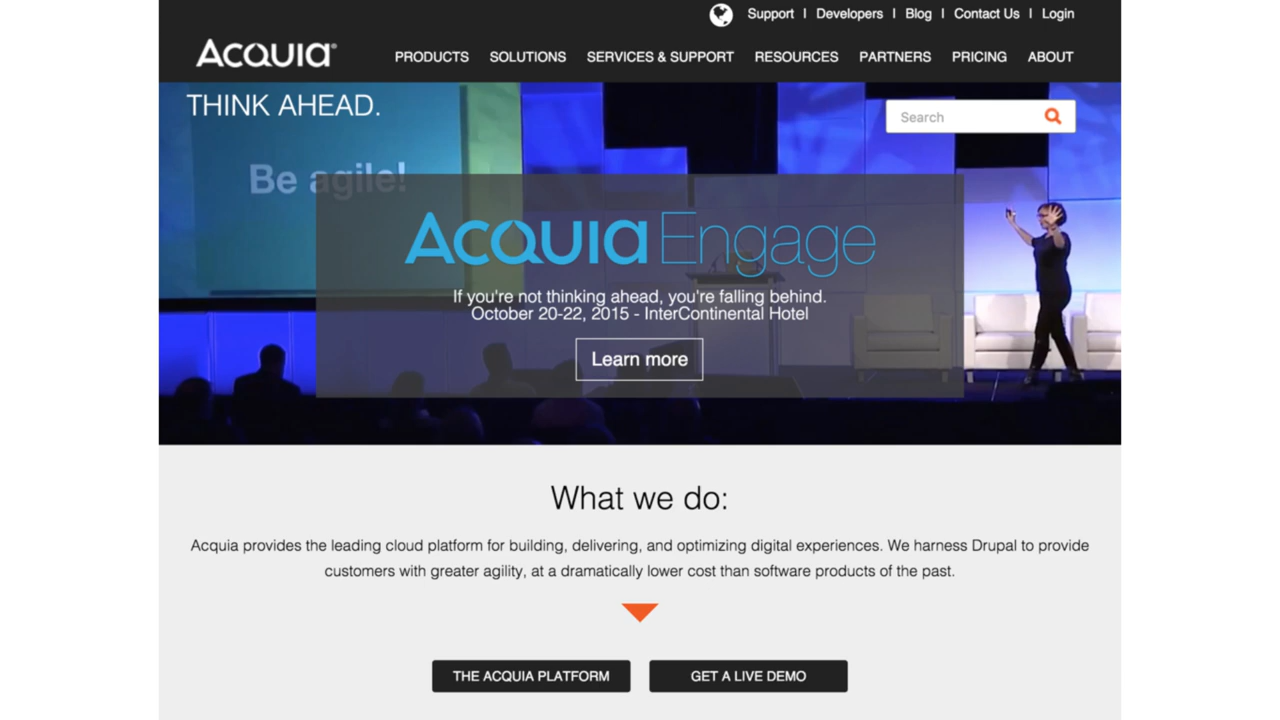 Support | Developers | Blog | Contact Us | Login
ACQUIA®
PRODUCTS SOLUTIONS SERVICES & SUPPORT RESOURCES PARTNERS PRICING ABOUT
THINK AHEAD.
Search
Be agile!
ACQUIA Engage
If you're not thinking ahead, you're falling behind.
October 20-22, 2015 - InterContinental Hotel
Learn more
What we do:
Acquia provides the leading cloud platform for building, delivering, and optimizing digital experiences. We harness Drupal to provide
customers with greater agility, at a dramatically lower cost than software products of the past.
THE ACQUIA PLATFORM
GET A LIVE DEMO